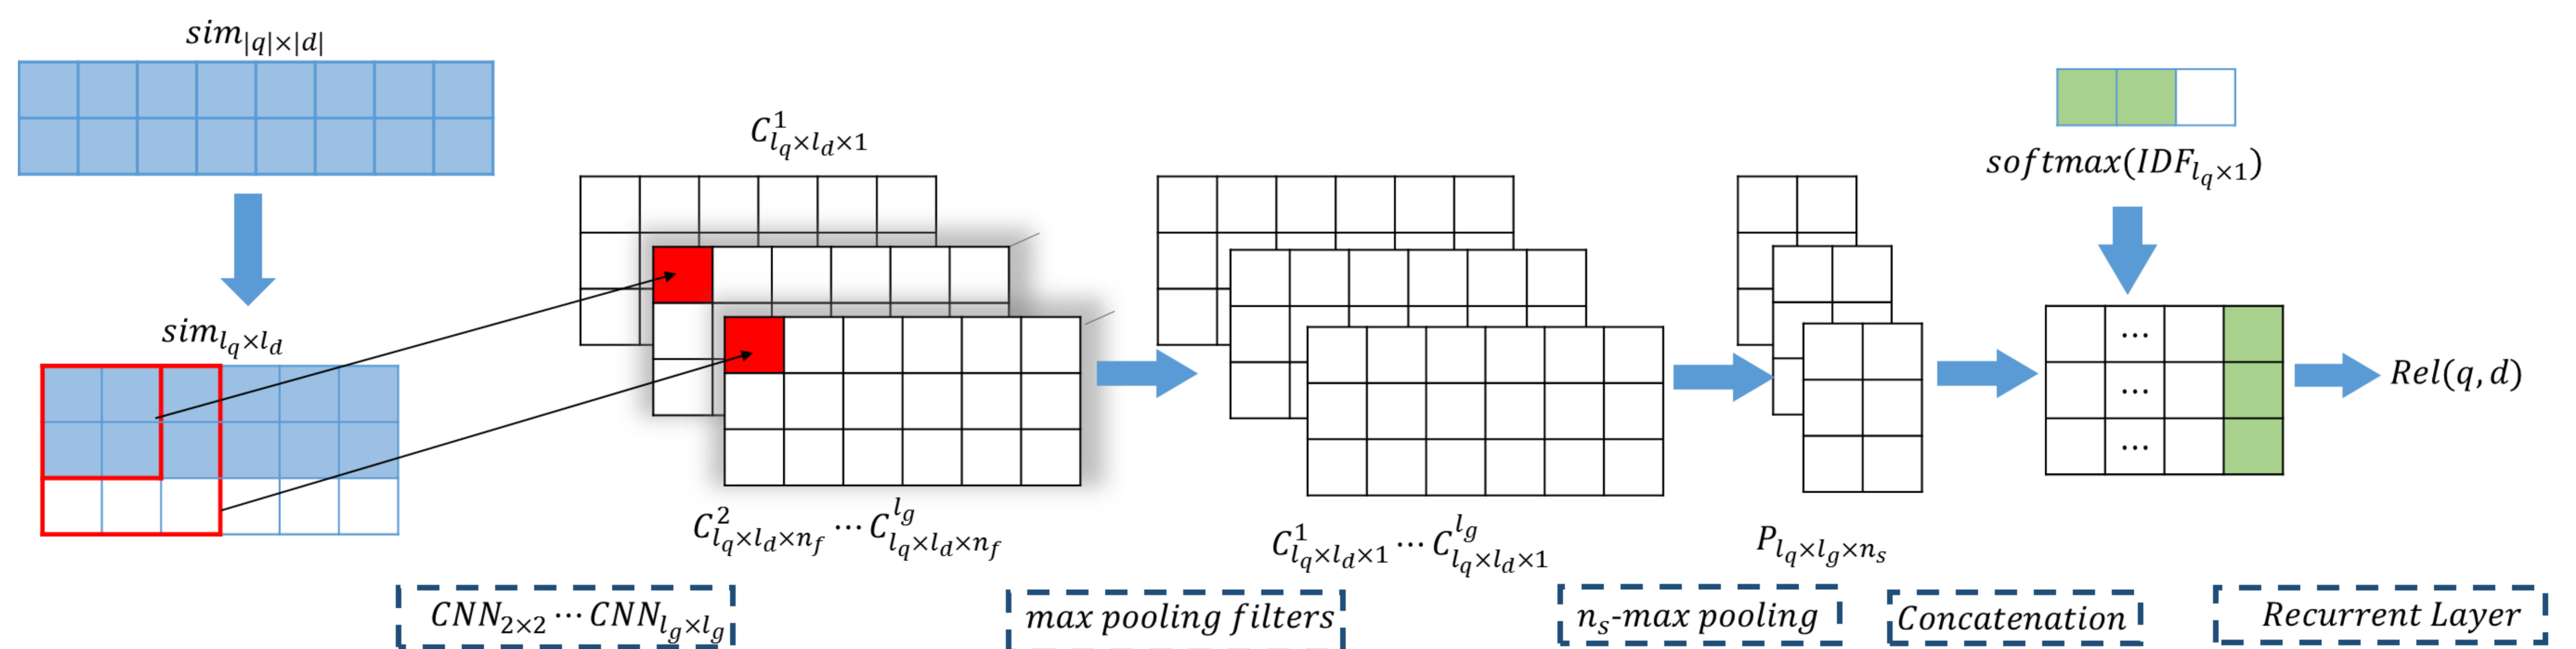 sim|q|×|d|
C^1_{l_q×l_d×1}
softmax(IDF_{l_q×1})
sim_{l_q×l_d}
... 
Rel(q, d)
...
...
C^2_{l_q×l_d×n_f} ⋯ C^{l_g}_{l_q×l_d×n_f}
C^1_{l_q×l_d×1} ⋯ C^{l_g}_{l_q×l_d×1}
P_{l_q×l_g×n_s}
CNN_{2×2} ⋯ CNN_{l_g×l_g}
max pooling filters
n_s-max pooling
Concatenation
Recurrent Layer